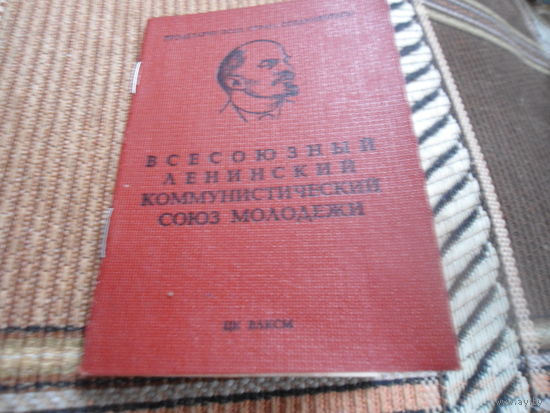 ВСЕСОЮЗНЫЙ
ЛЕНИНСКИЙ
КОММУНИСТИЧЕСКИЙ
СОЮЗ МОЛОДЕЖИ
ЦК ВЛКСМ